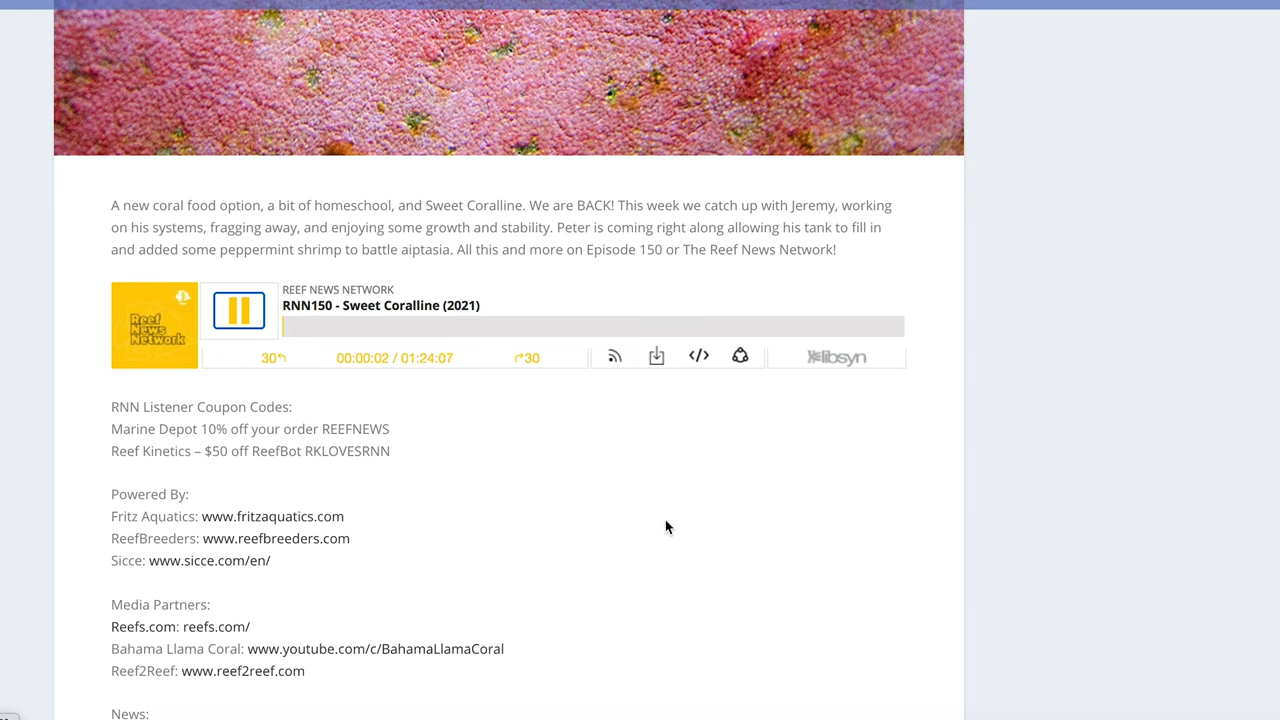 A new coral food option, a bit of homeschool, and Sweet Coralline. We are BACK! This week we catch up with Jeremy, working
on his systems, fragging away, and enjoying some growth and stability. Peter is coming right along allowing his tank to fill in
and added some peppermint shrimp to battle aiptasia. All this and more on Episode 150 or The Reef News Network!
Reef
News
Network
REEF NEWS NETWORK
RNN150 - Sweet Coralline (2021)
30 00:00:02 / 01:24:07 30
libsyn
RNN Listener Coupon Codes:
Marine Depot 10% off your order REEFNEWS
Reef Kinetics – $50 off ReefBot RKLOVESRNN
Powered By:
Fritz Aquatics: www.fritzaquatics.com
ReefBreeders: www.reefbreeders.com
Sicce: www.sicce.com/en/
Media Partners:
Reefs.com: reefs.com/
Bahama Llama Coral: www.youtube.com/c/BahamaLlamaCoral
Reef2Reef: www.reef2reef.com
News: